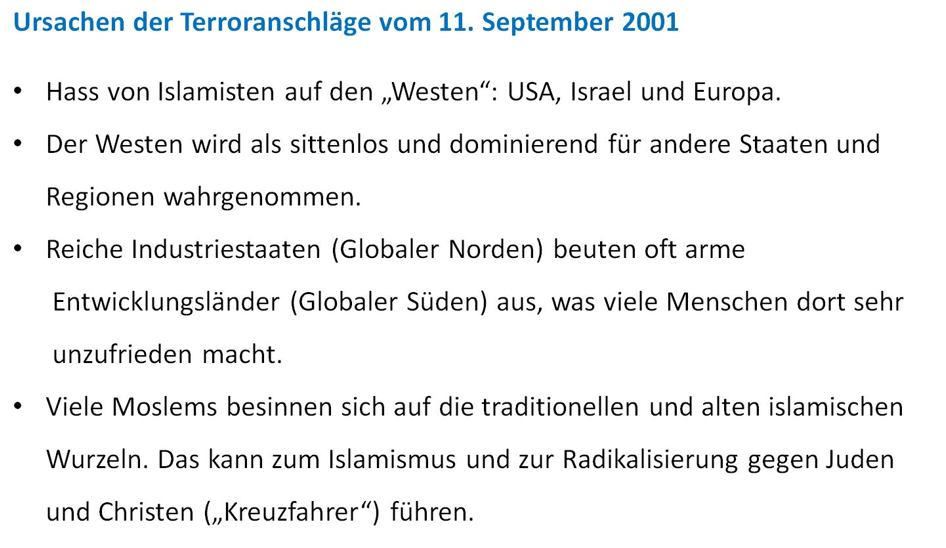 Ursachen der Terroranschläge vom 11. September 2001
• Hass von Islamisten auf den „Westen“: USA, Israel und Europa.
• Der Westen wird als sittenlos und dominierend für andere Staaten und
Regionen wahrgenommen.
• Reiche Industriestaaten (Globaler Norden) beuten oft arme
Entwicklungsländer (Globaler Süden) aus, was viele Menschen dort sehr
unzufrieden macht.
• Viele Moslems besinnen sich auf die traditionellen und alten islamischen
Wurzeln. Das kann zum Islamismus und zur Radikalisierung gegen Juden
und Christen („Kreuzfahrer“) führen.